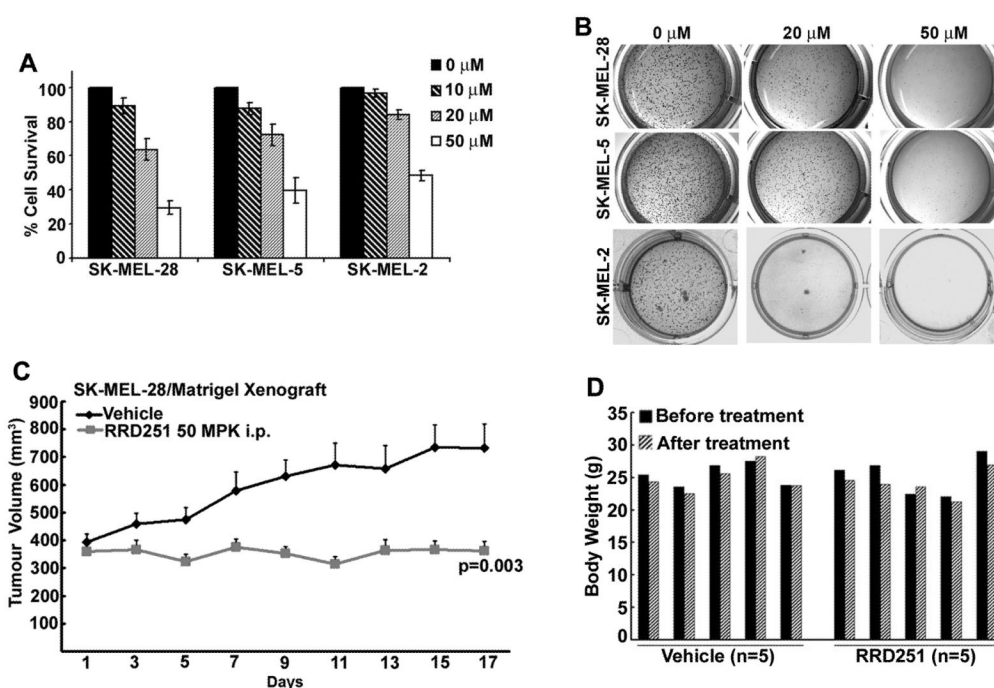 A
% Cell Survival
100
80
60
40
20
0
0 μM
10 μM
20 μM
50 μM
SK-MEL-28 SK-MEL-5 SK-MEL-2
B
0 μM 20 μM 50 μM
SK-MEL-28
SK-MEL-5
SK-MEL-2
C
SK-MEL-28/Matrigel Xenograft
Vehicle
RRD251 50 MPK i.p.
Tumour Volume (mm³)
900
800
700
600
500
400
300
400
300
200
100
0
p=0.003
1 3 5 7 9 11 13 15 17
Days
D
Before treatment
After treatment
Body Weight (g)
35
30
25
20
15
10
5
0
Vehicle (n=5) RRD251 (n=5)